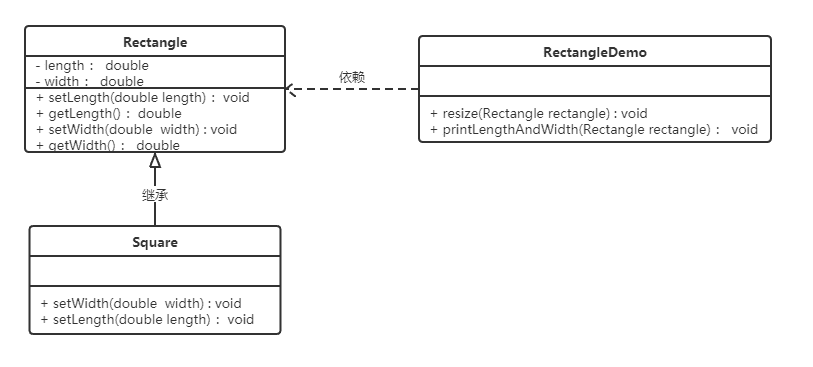 Rectangle
- length： double
- width： double
+ setLength(double length)： void
+ getLength()： double
+ setWidth(double  width) : void
+ getWidth()： double
依赖
RectangleDemo
+ resize(Rectangle rectangle) : void
+ printLengthAndWidth(Rectangle rectangle)： void
继承
Square
+ setWidth(double  width) : void
+ setLength(double length)： void